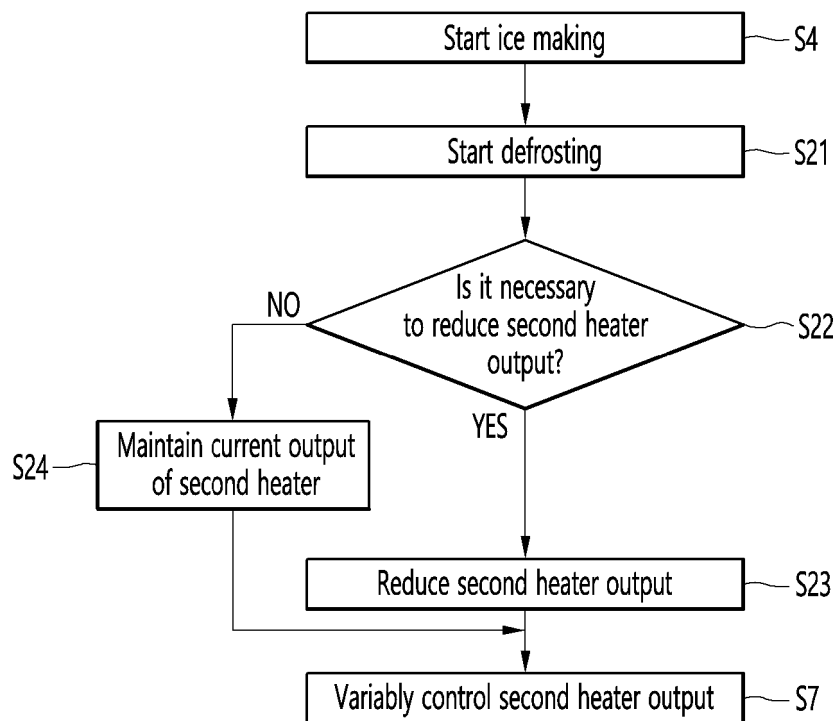 Start ice making
S4
Start defrosting
S21
Is it necessary
to reduce second heater
output?
S22
NO
YES
Maintain current output
of second heater
S24
Reduce second heater output
S23
Variably control second heater output
S7